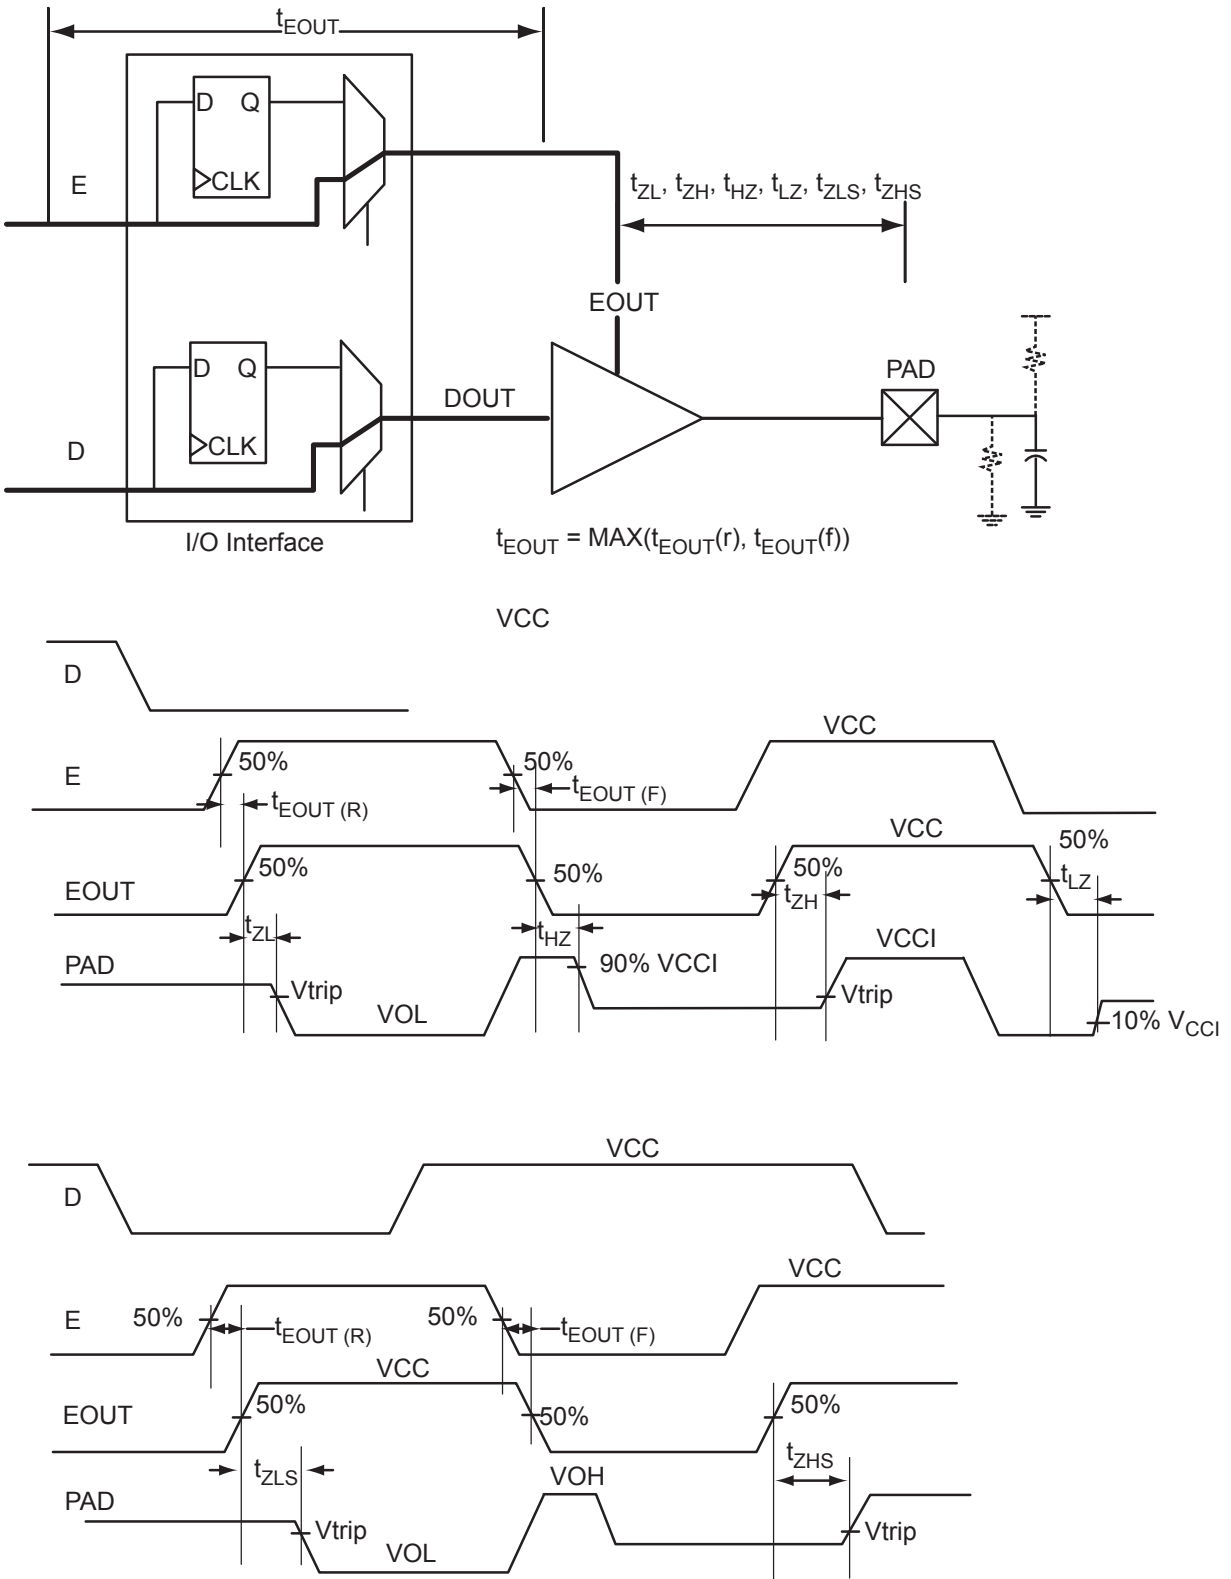 tEOUT
D Q
CLK
E
tZL, tZH, tHZ, tLZ, tZLS, tZHS
EOUT
D Q
CLK
D
DOUT
PAD
I/O Interface
tEOUT = MAX(tEOUT(r), tEOUT(f))
VCC
D
VCC
E
50%
50%
tEOUT (R)
tEOUT (F)
VCC
50%
EOUT
50%
50%
50%
tZL
tHZ
tZH
tLZ
PAD
VCCI
90% VCCI
Vtrip
Vtrip
VOL
10% VCCI
VCC
D
VCC
E
50%
50%
tEOUT (R)
tEOUT (F)
VCC
EOUT
50%
50%
50%
tZLS
VOH
tZHS
PAD
Vtrip
Vtrip
VOL